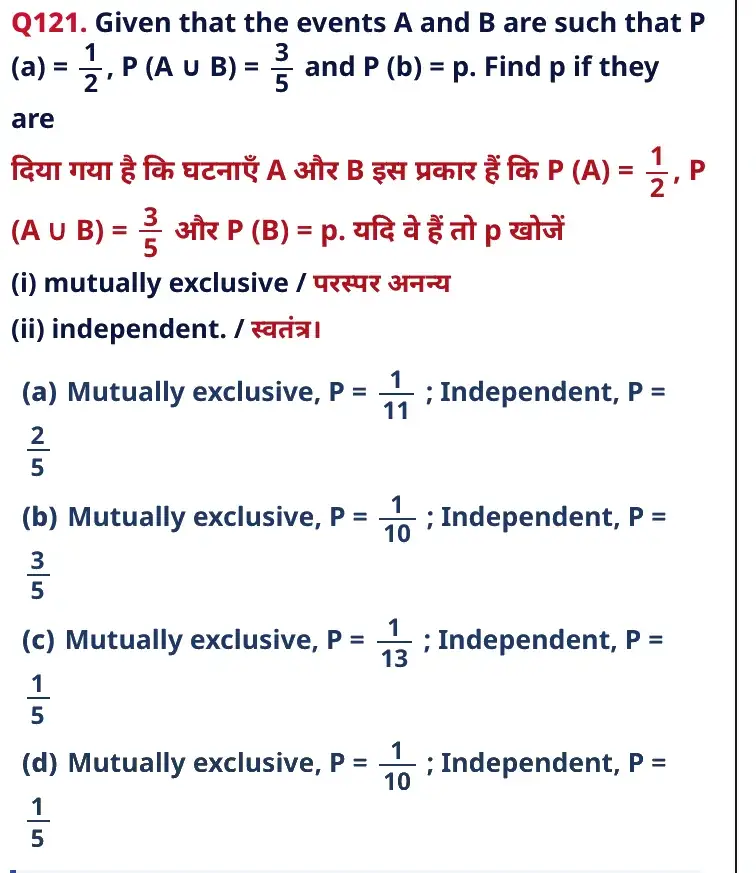 Q121. Given that the events A and B are such that P
(a) = 1/2, P (A ∪ B) = 3/5 and P (b) = p. Find p if they
are
दिया गया है कि घटनाएँ A और B इस प्रकार हैं कि P (A) = 1/2, P
(A ∪ B) = 3/5 और P (B) = p. यदि वे हैं तो p खोजें
(i) mutually exclusive / परस्पर अनन्य
(ii) independent. / स्वतंत्र।
(a) Mutually exclusive, P = 1/11 ; Independent, P =
2/5
(b) Mutually exclusive, P = 1/10 ; Independent, P =
3/5
(c) Mutually exclusive, P = 1/13 ; Independent, P =
1/5
(d) Mutually exclusive, P = 1/10 ; Independent, P =
1/5